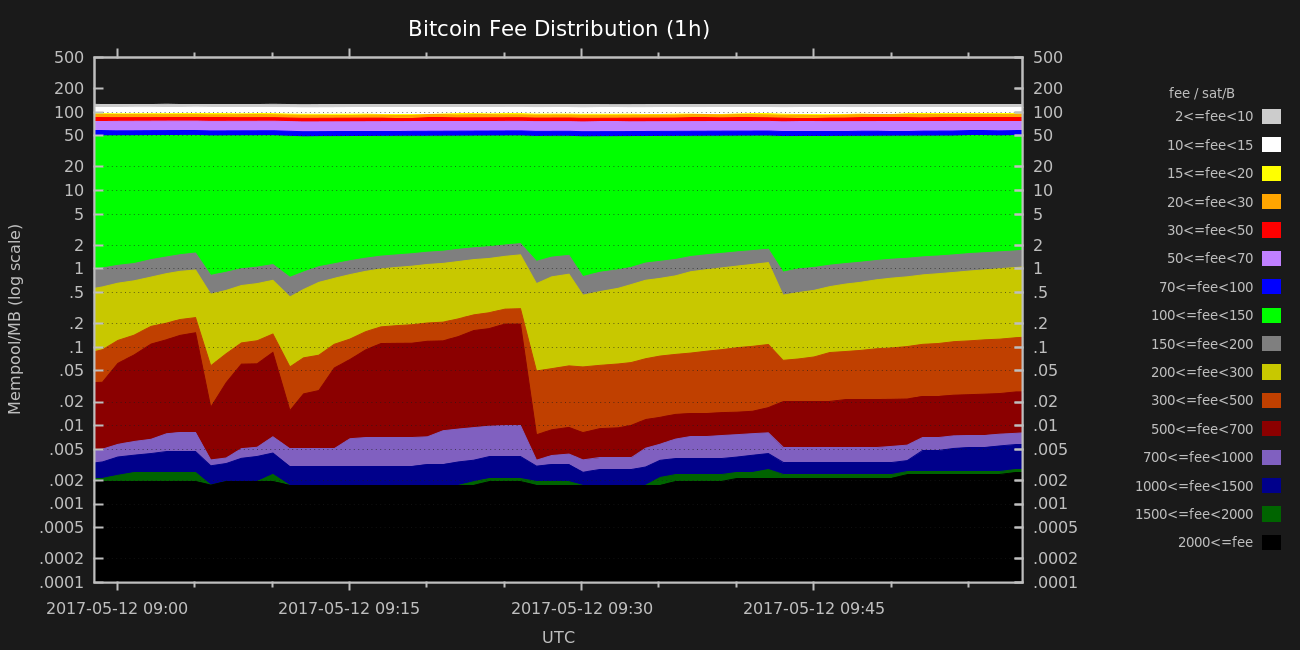 Bitcoin Fee Distribution (1h)
500 500
200 200
100 100
50 50
20 20
10 10
5 5
2 2
1 1
.5 .5
.2 .2
.1 .1
.05 .05
.02 .02
.01 .01
.005 .005
.002 .002
.001 .001
.0005 .0005
.0002 .0002
.0001 .0001
Mempool/MB (log scale)
2017-05-12 09:00 2017-05-12 09:15 2017-05-12 09:30 2017-05-12 09:45
UTC
fee / sat/B
2<=fee<10
10<=fee<15
15<=fee<20
20<=fee<30
30<=fee<50
50<=fee<70
70<=fee<100
100<=fee<150
150<=fee<200
200<=fee<300
300<=fee<500
500<=fee<700
700<=fee<1000
1000<=fee<1500
1500<=fee<2000
2000<=fee